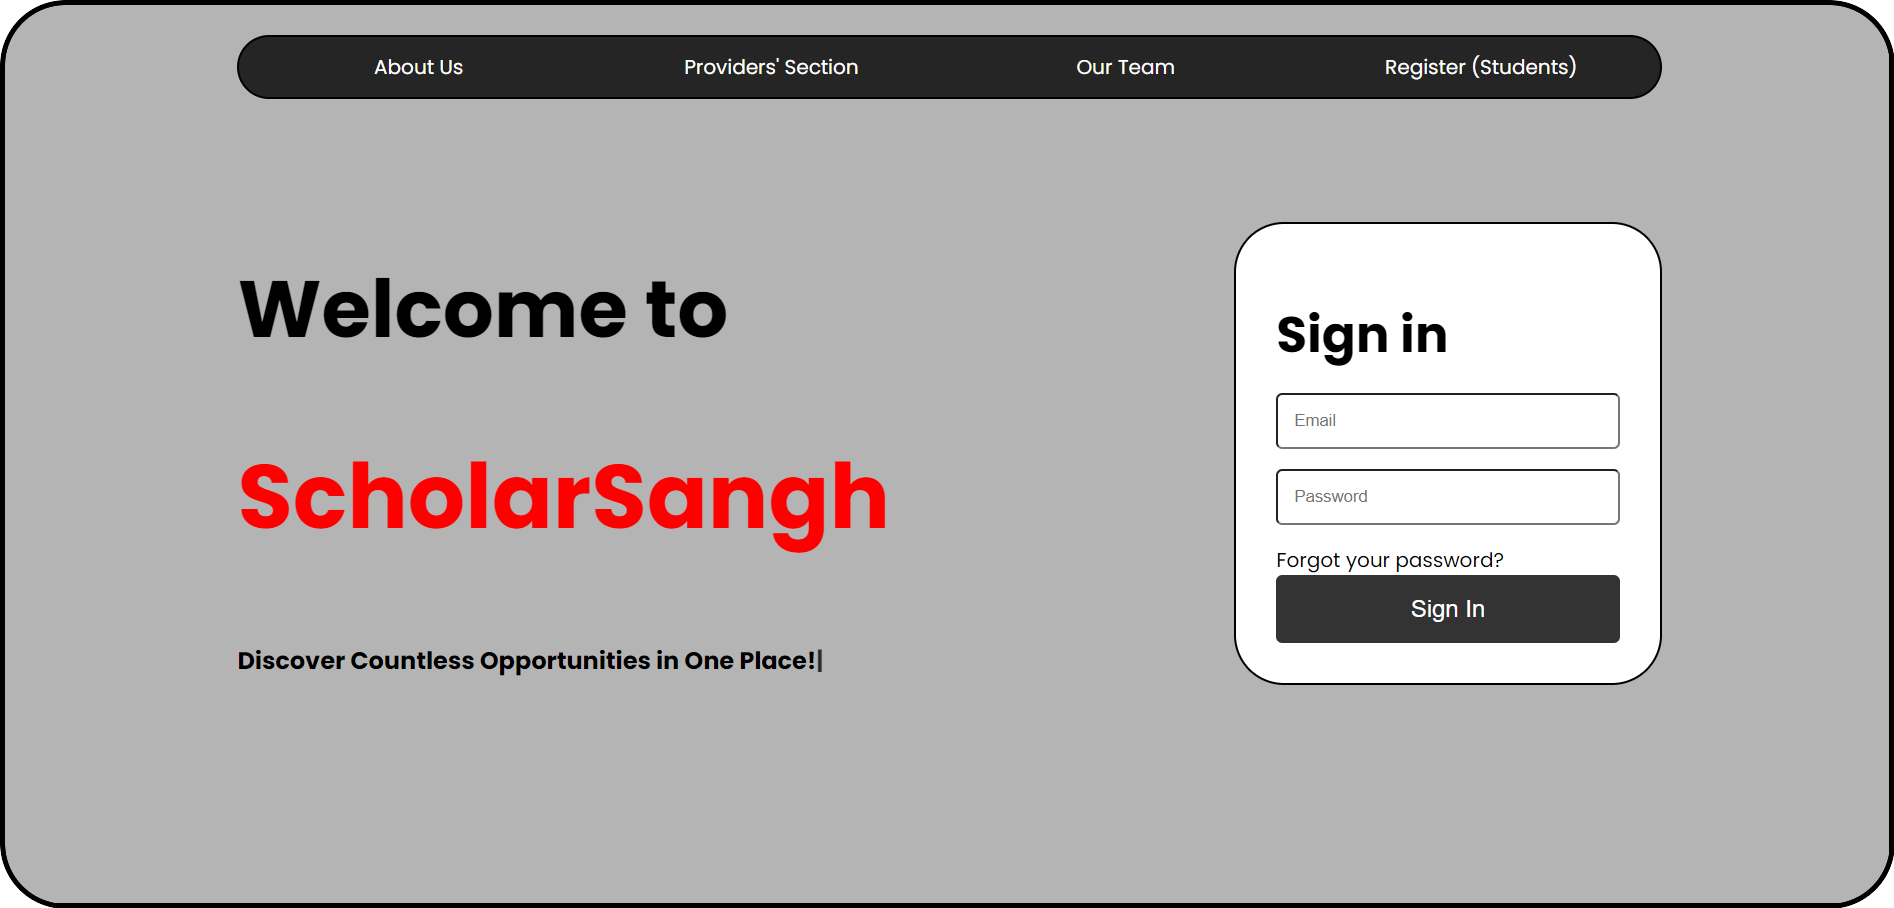 About Us
Providers' Section
Our Team
Register (Students)
Welcome to
ScholarSangh
Discover Countless Opportunities in One Place!|
Sign in
Email
Password
Forgot your password?
Sign In